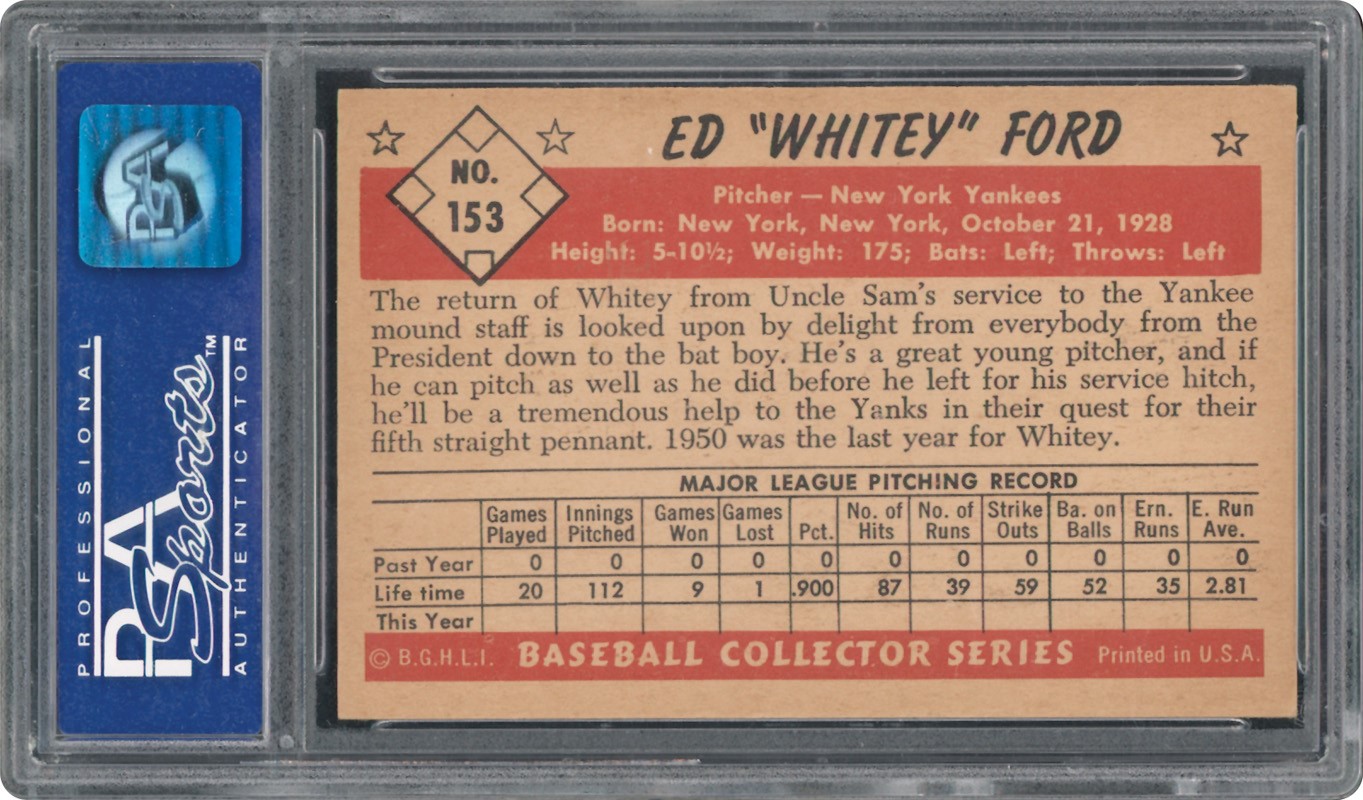 PSA
PROFESSIONAL
PSA Sports™
AUTHENTICATOR
ED "WHITEY" FORD
NO.
153
Pitcher — New York Yankees
Born: New York, New York, October 21, 1928
Height: 5-10½; Weight: 175; Bats: Left; Throws: Left
The return of Whitey from Uncle Sam's service to the Yankee
mound staff is looked upon by delight from everybody from the
President down to the bat boy. He's a great young pitcher, and if
he can pitch as well as he did before he left for his service hitch,
he'll be a tremendous help to the Yanks in their quest for their
fifth straight pennant. 1950 was the last year for Whitey.
MAJOR LEAGUE PITCHING RECORD
Games Innings Games Games No. of No. of Strike Ba. on Ern. E. Run
Played Pitched Won Lost Pct. Hits Runs Outs Balls Runs Ave.
Past Year 0 0 0 0 0 0 0 0 0 0 0
Life time 20 112 9 1 .900 87 39 59 52 35 2.81
This Year
© B.G.H.L.I. BASEBALL COLLECTOR SERIES Printed in U.S.A.